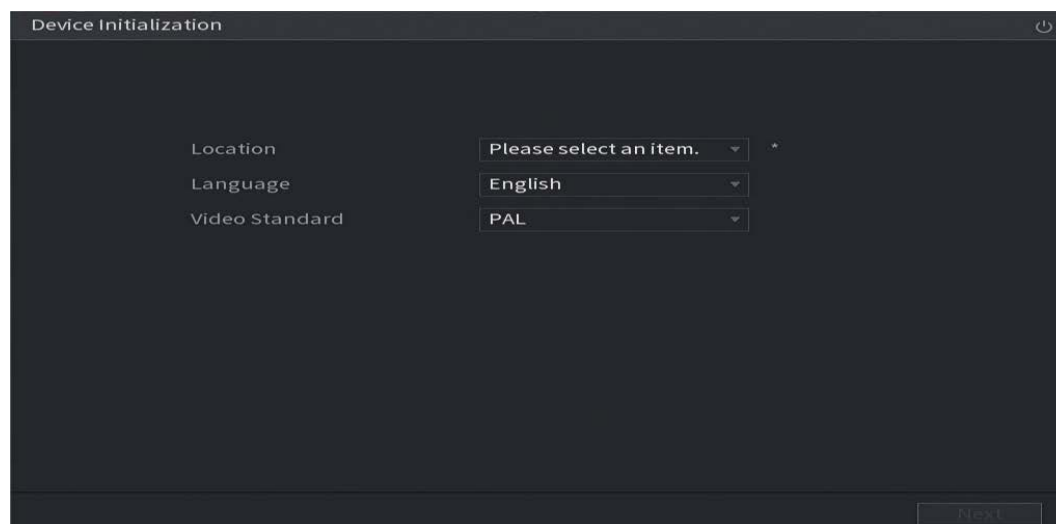 Device Initialization
Location Please select an item. *
Language English
Video Standard PAL
Next